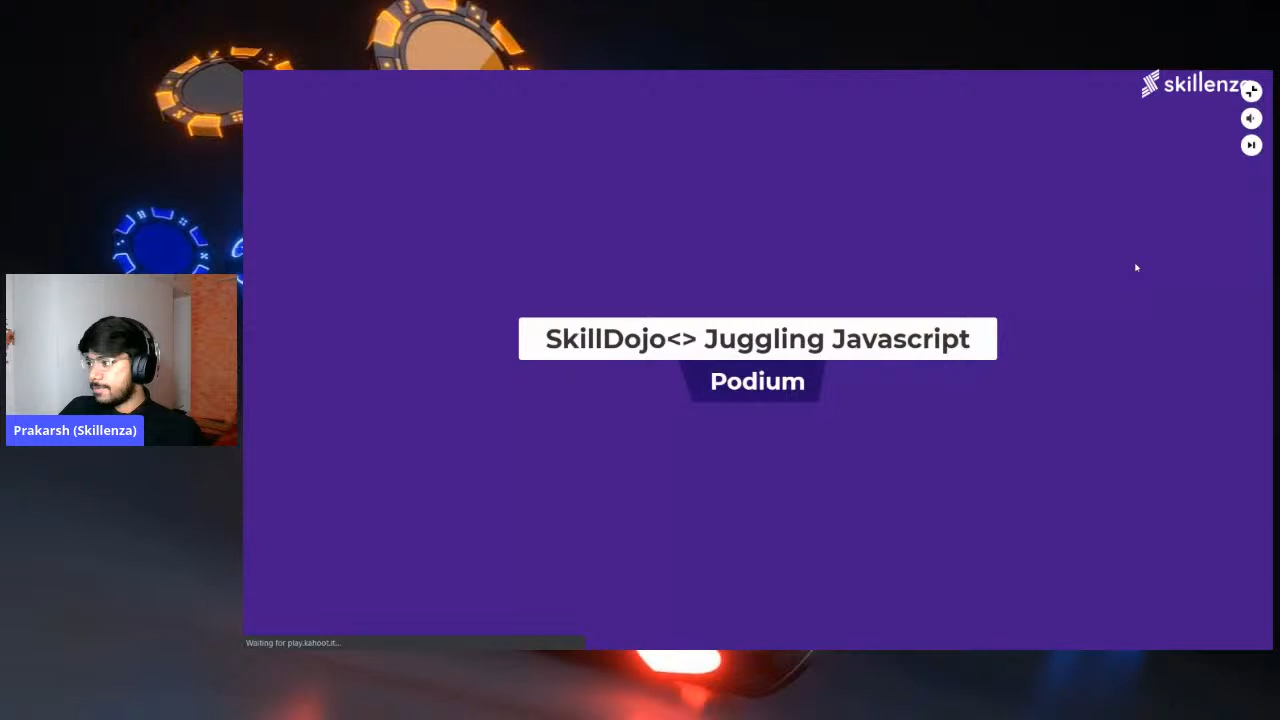 skillenza
SkillDojo<> Juggling Javascript
Podium
Prakarsh (Skillenza)
Waiting for play.kahoot.it...